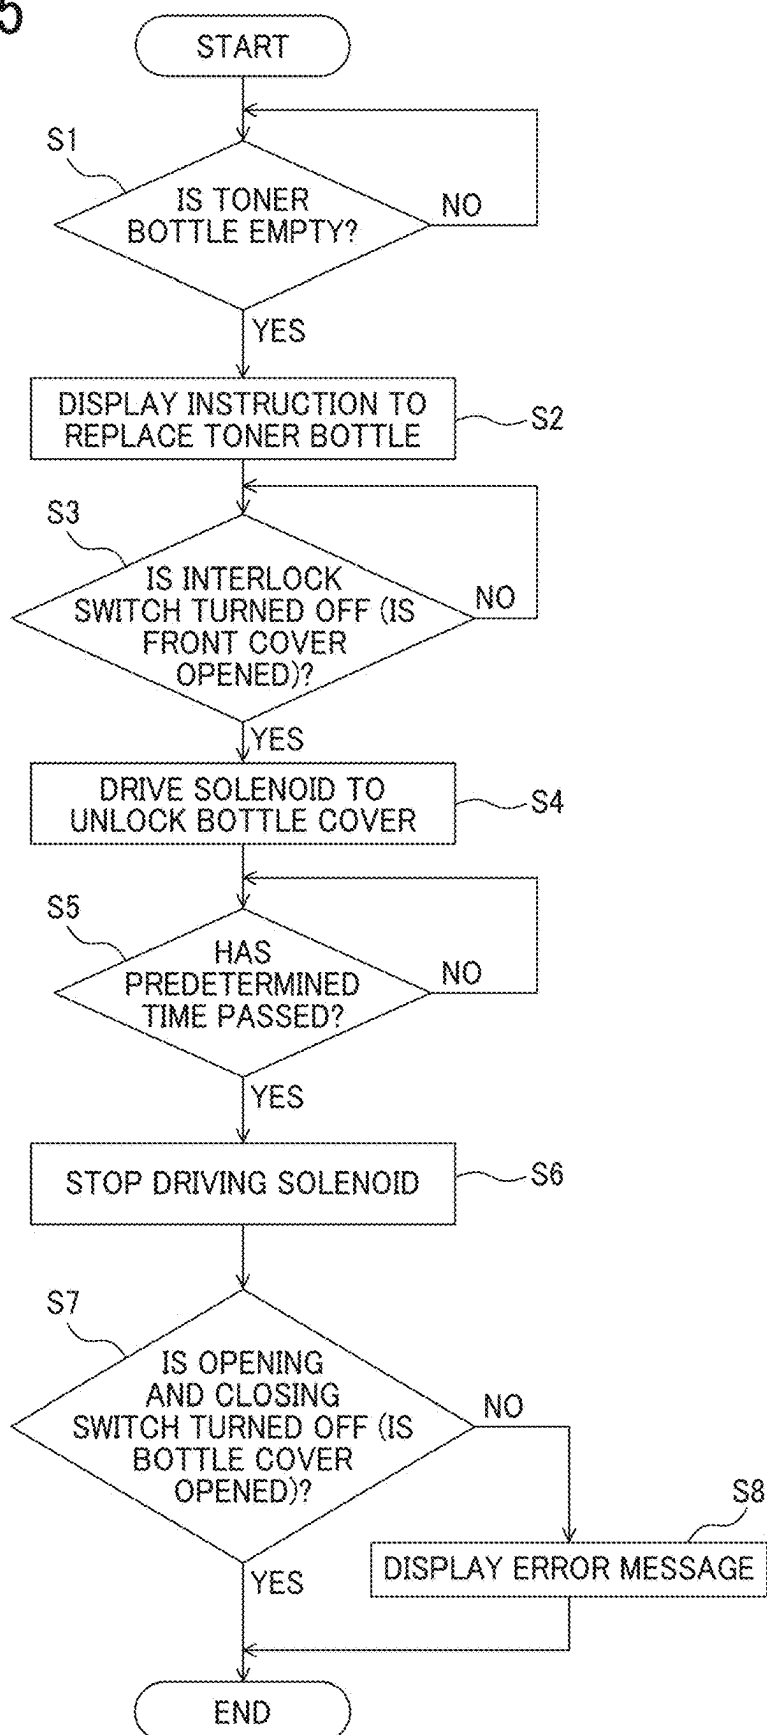 5
START
S1
IS TONER
BOTTLE EMPTY?
NO
YES
DISPLAY INSTRUCTION TO
REPLACE TONER BOTTLE
S2
S3
IS INTERLOCK
SWITCH TURNED OFF (IS
FRONT COVER
OPENED)?
NO
YES
DRIVE SOLENOID TO
UNLOCK BOTTLE COVER
S4
S5
HAS
PREDETERMINED
TIME PASSED?
NO
YES
STOP DRIVING SOLENOID
S6
S7
IS OPENING
AND CLOSING
SWITCH TURNED OFF (IS
BOTTLE COVER
OPENED)?
NO
S8
DISPLAY ERROR MESSAGE
YES
END